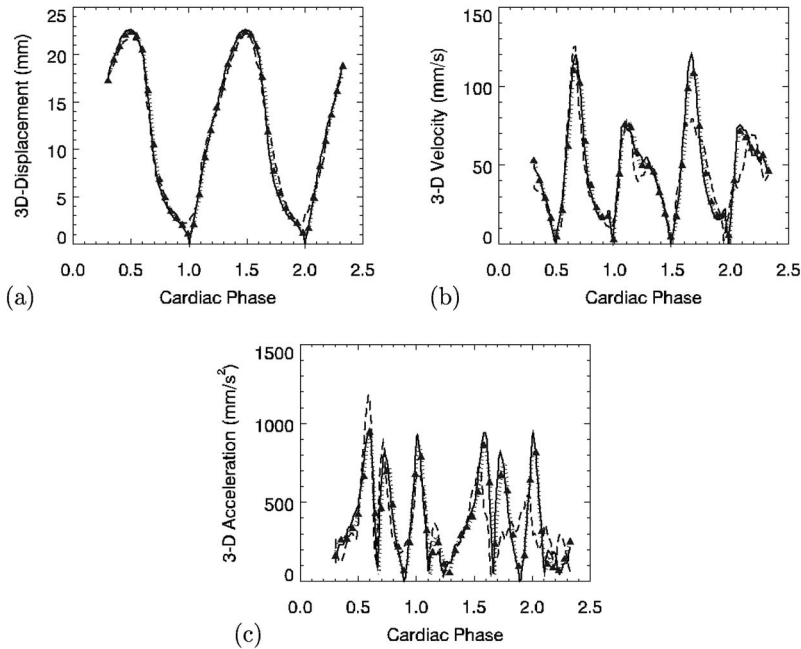 3D-Displacement (mm)
25
20
15
10
5
0
0.0 0.5 1.0 1.5 2.0 2.5
Cardiac Phase
(a)
3-D Velocity (mm/s)
150
100
50
0
0.0 0.5 1.0 1.5 2.0 2.5
Cardiac Phase
(b)
3-D Acceleration (mm/s²)
1500
1000
500
0
0.0 0.5 1.0 1.5 2.0 2.5
Cardiac Phase
(c)